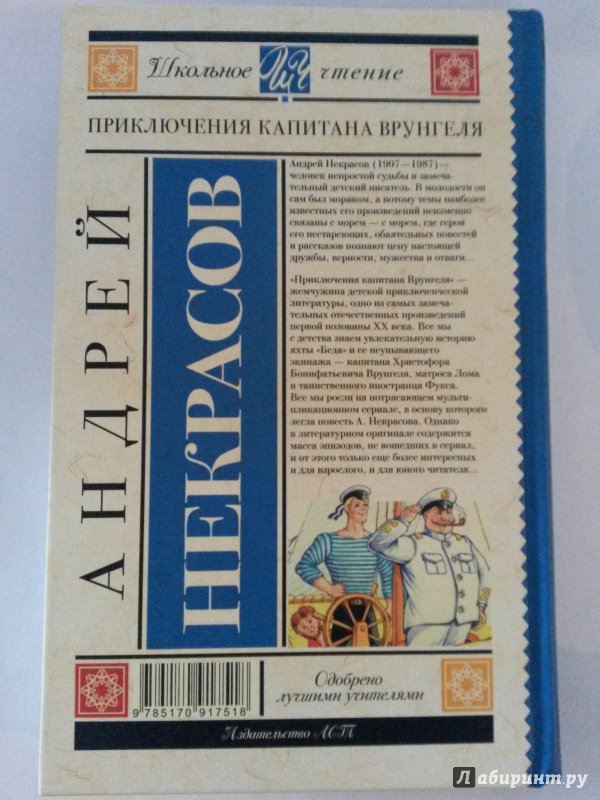 Школьное чтение
ПРИКЛЮЧЕНИЯ КАПИТАНА ВРУНГЕЛЯ
АНДРЕЙ
НЕКРАСОВ
Андрей Некрасов (1907—1987) —
человек непростой судьбы и замеча-
тельный детский писатель. В молодости он
сам был моряком, а потому темы наиболее
известных его произведений неизменно
связаны с морем — с морем, где герои
его нестареющих, обаятельных повестей
и рассказов познают цену настоящей
дружбы, верности, мужества и отваги...
«Приключения капитана Врунгеля» —
жемчужина детской приключенческой
литературы, одно из самых замеча-
тельных отечественных произведений
первой половины XX века. Все мы
с детства знаем увлекательную историю
яхты «Беда» и ее неунывающего
экипажа — капитана Христофора
Бонифатьевича Врунгеля, матроса Лома
и таинственного иностранца Фукса.
Все мы росли на потрясающем мульти-
пликационном сериале, в основу которого
легла повесть А. Некрасова. Однако
в литературном оригинале содержится
масса эпизодов, не вошедших в сериал,
и от этого только еще более интересных
и для взрослого, и для юного читателя...
9 785170 917518
Одобрено
лучшими учителями
Издательство АСТ
Лабиринт.ру